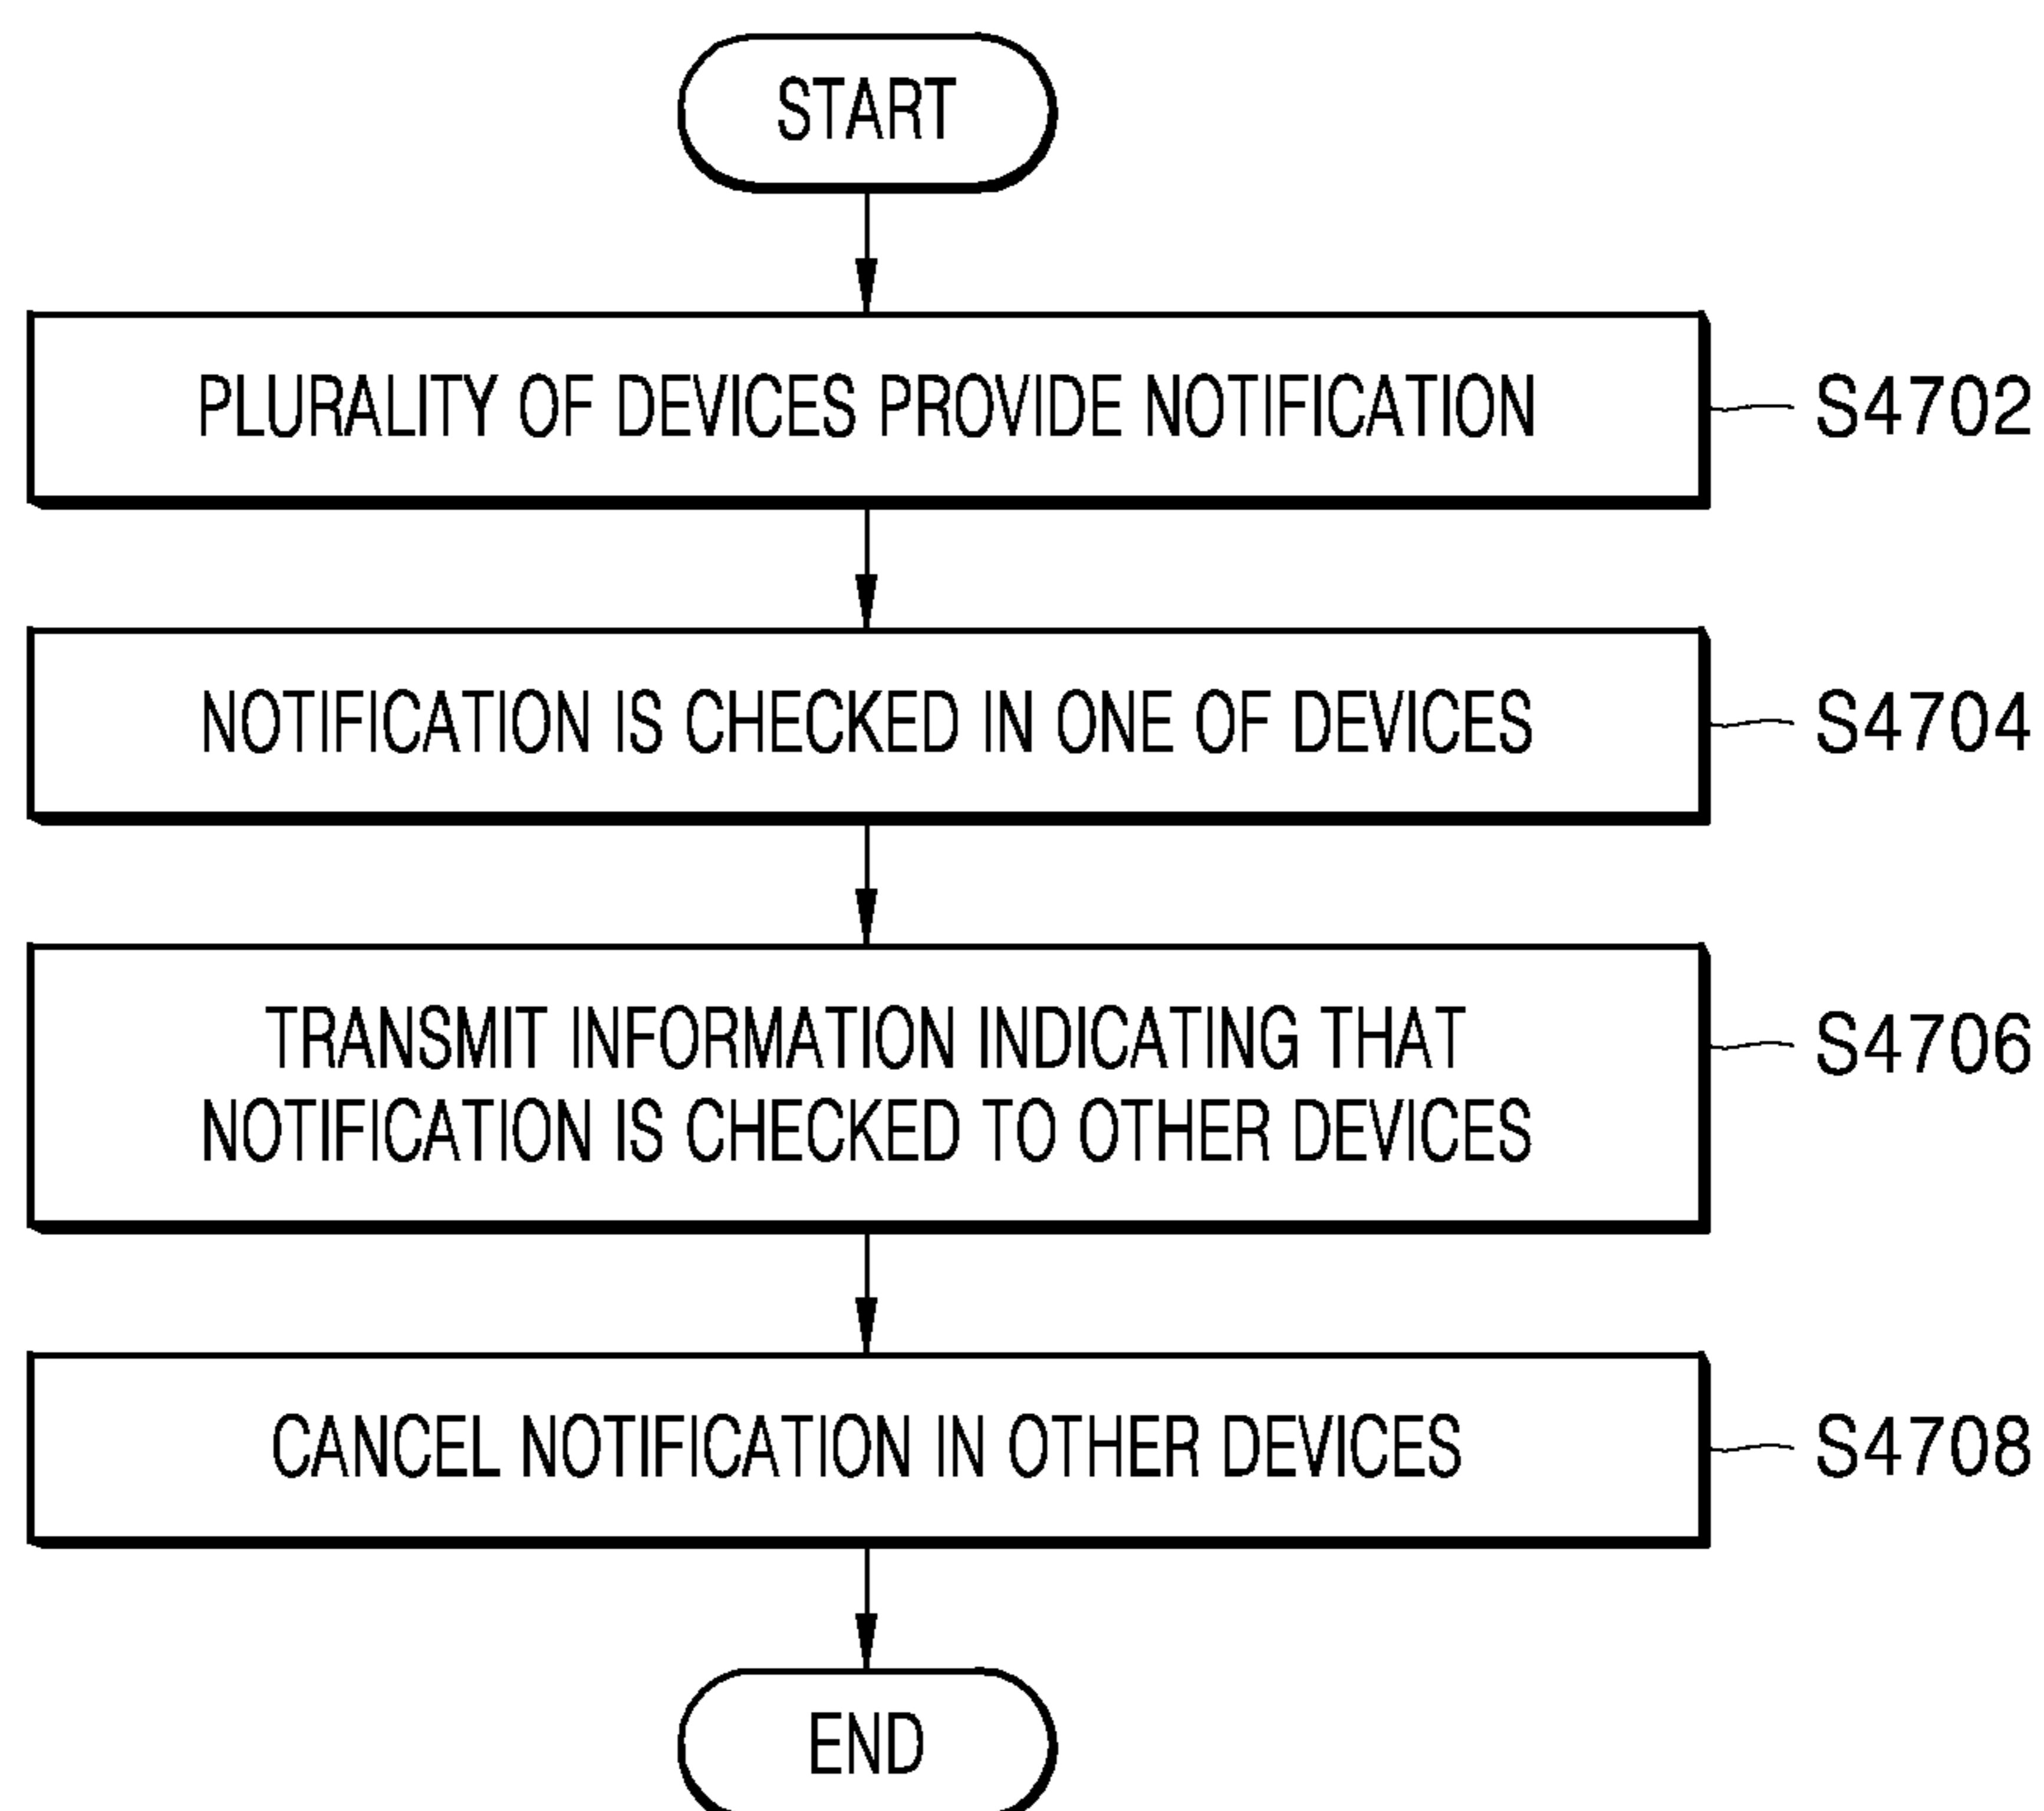 START
PLURALITY OF DEVICES PROVIDE NOTIFICATION
S4702
NOTIFICATION IS CHECKED IN ONE OF DEVICES
S4704
TRANSMIT INFORMATION INDICATING THAT
NOTIFICATION IS CHECKED TO OTHER DEVICES
S4706
CANCEL NOTIFICATION IN OTHER DEVICES
S4708
END